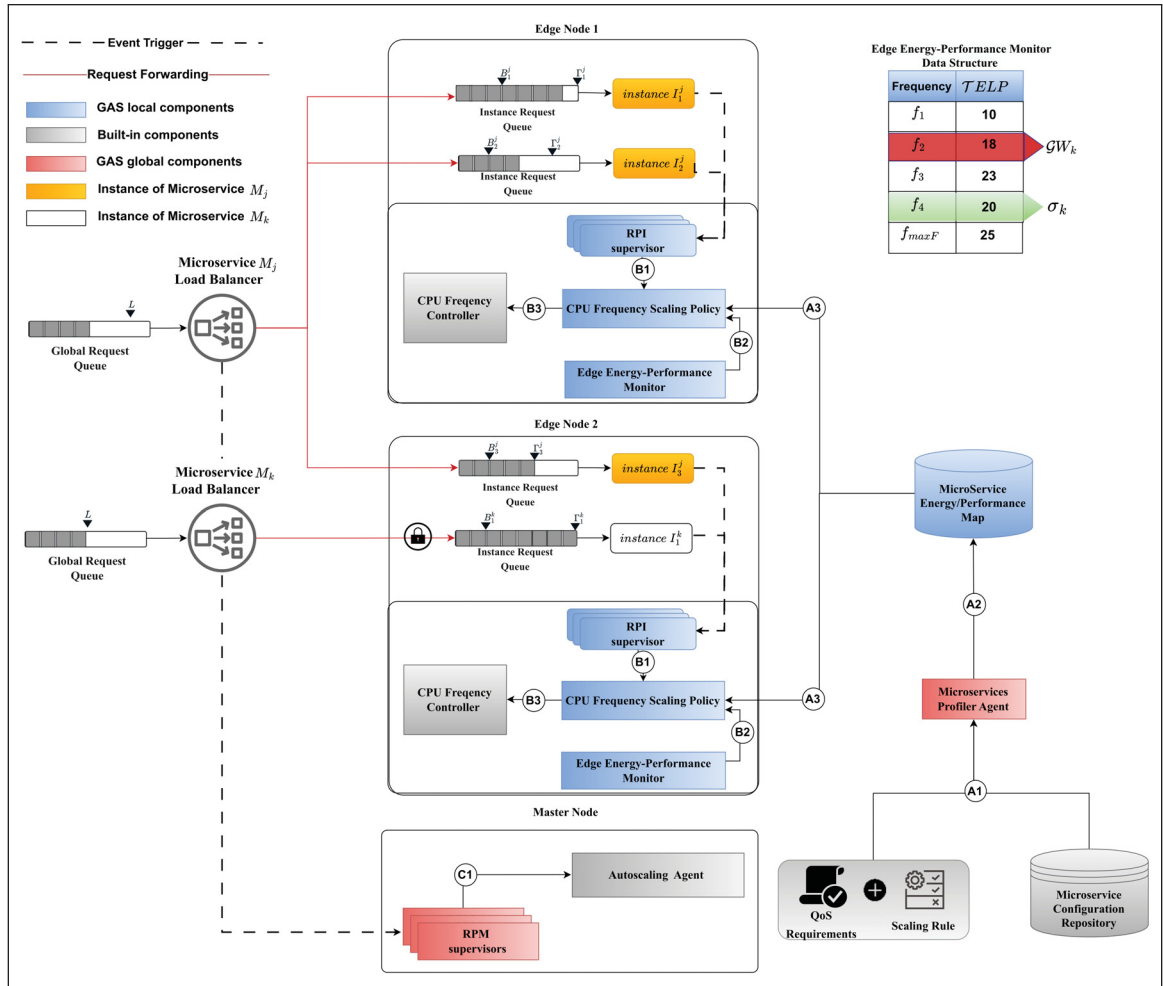 Event Trigger
Request Forwarding
GAS local components
Built-in components
GAS global components
Instance of Microservice M_j
Instance of Microservice M_k
Microservice M_j
Load Balancer
L
Global Request
Queue
Microservice M_k
Load Balancer
L
Global Request
Queue
Edge Node 1
B_1^j
Γ_1^j
Instance Request
Queue
instance I_1^j
B_2^j
Γ_2^j
Instance Request
Queue
instance I_2^j
RPI
supervisor
B1
CPU Freqency
Controller
B3
CPU Frequency Scaling Policy
B2
Edge Energy-Performance
Monitor
A3
Edge Node 2
B_3^j
Γ_3^j
Instance Request
Queue
instance I_3^j
B_1^k
Γ_1^k
Instance Request
Queue
instance I_1^k
RPI
supervisor
B1
CPU Freqency
Controller
B3
CPU Frequency Scaling Policy
B2
Edge Energy-Performance
Monitor
A3
Master Node
C1
Autoscaling Agent
RPM
supervisors
Edge Energy-Performance Monitor
Data Structure
Frequency TELP
f_1 10
f_2 18 GW_k
f_3 23
f_4 20 σ_k
f_maxF 25
MicroService
Energy/Performance
Map
A2
Microservices
Profiler Agent
A1
QoS
Requirements
Scaling Rule
Microservice
Configuration
Repository